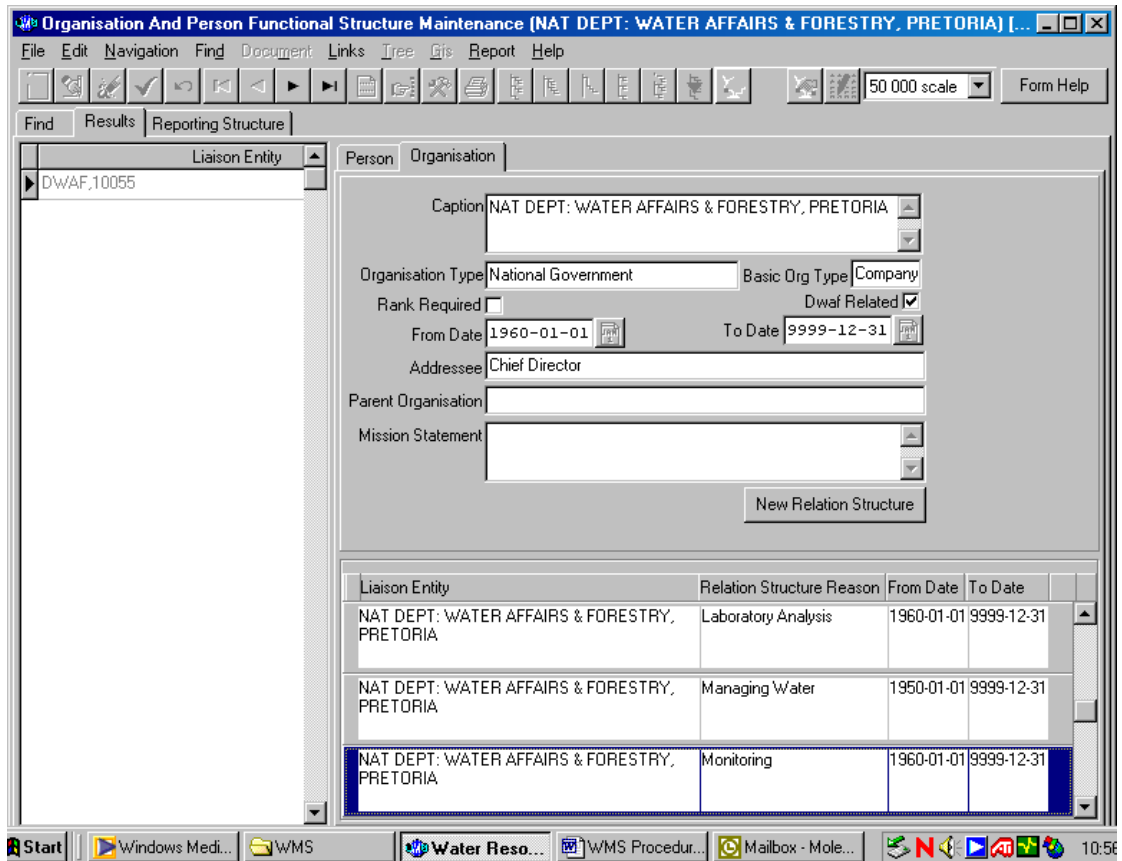 Organisation And Person Functional Structure Maintenance (NAT DEPT: WATER AFFAIRS & FORESTRY, PRETORIA) [...
File Edit Navigation Find Document Links Tree Gis Report Help
50 000 scale Form Help
Find Results Reporting Structure
Liaison Entity
DWAF,10055
Person Organisation
Caption NAT DEPT: WATER AFFAIRS & FORESTRY, PRETORIA
Organisation Type National Government Basic Org Type Company
Rank Required Dwaf Related
From Date 1960-01-01 To Date 9999-12-31
Addressee Chief Director
Parent Organisation
Mission Statement
New Relation Structure
Liaison Entity Relation Structure Reason From Date To Date
NAT DEPT: WATER AFFAIRS & FORESTRY, Laboratory Analysis 1960-01-01 9999-12-31
PRETORIA
NAT DEPT: WATER AFFAIRS & FORESTRY, Managing Water 1950-01-01 9999-12-31
PRETORIA
NAT DEPT: WATER AFFAIRS & FORESTRY, Monitoring 1960-01-01 9999-12-31
PRETORIA
Start Windows Medi... WMS Water Reso... WMS Procedur... Mailbox - Mole... N 10:56